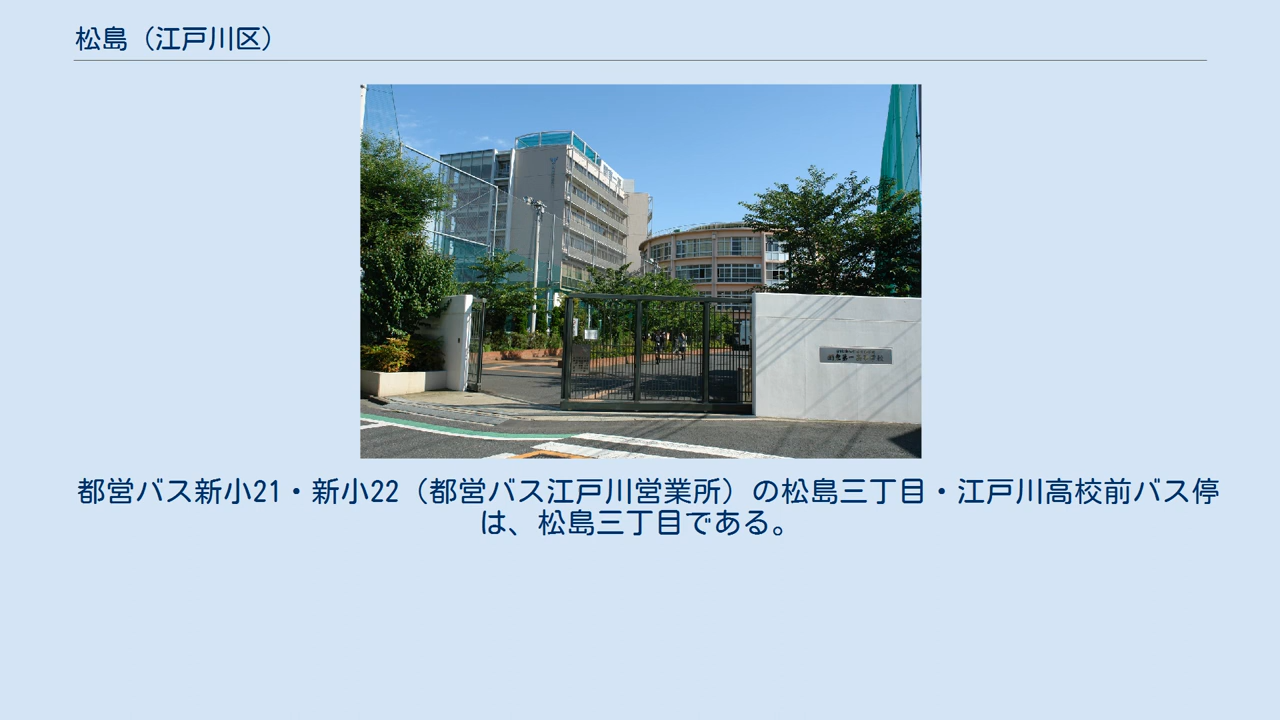 松島（江戸川区）
都営バス新小21・新小22（都営バス江戸川営業所）の松島三丁目・江戸川高校前バス停
は、松島三丁目である。